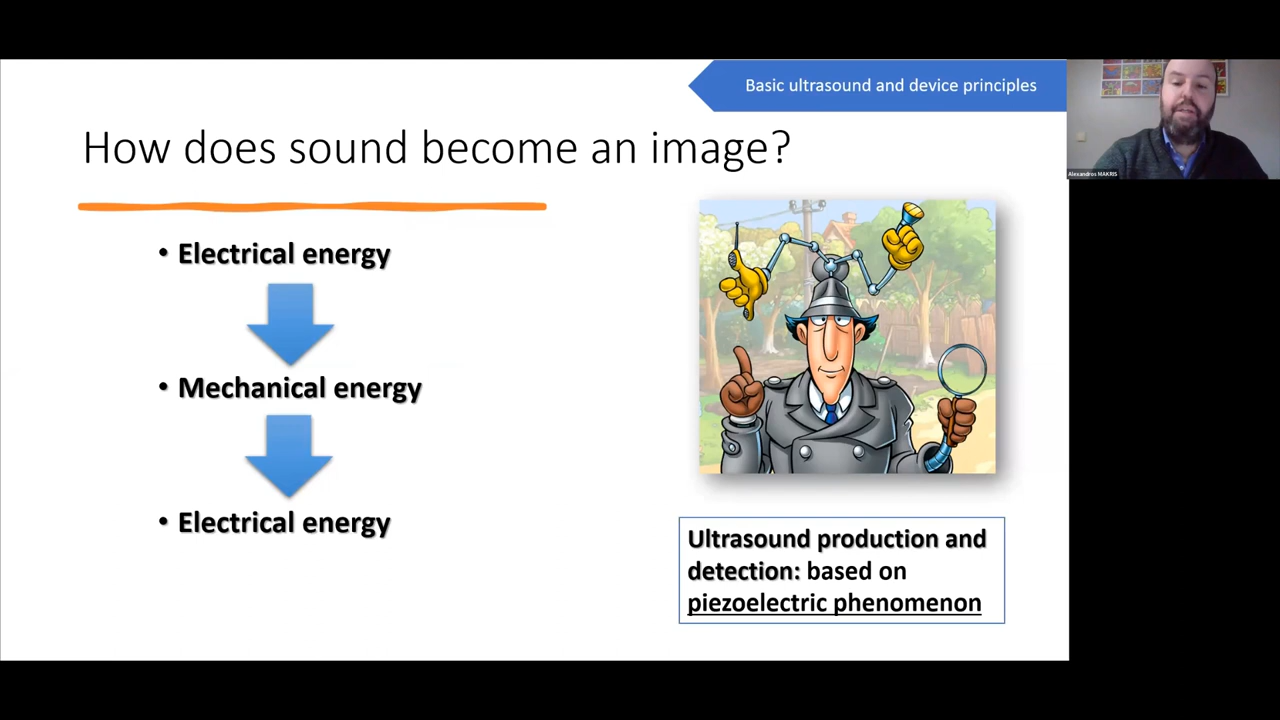 Basic ultrasound and device principles
How does sound become an image?
• Electrical energy
• Mechanical energy
• Electrical energy
Ultrasound production and
detection: based on
piezoelectric phenomenon
Alexandros MAKRIS